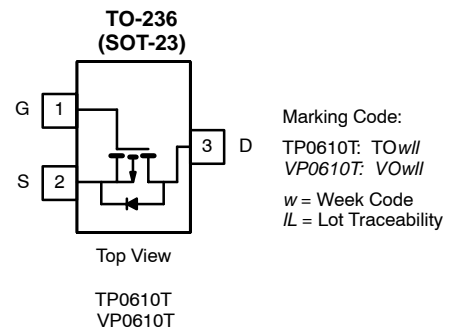 TO-236
(SOT-23)
G 1
3 D
S 2
Top View
TP0610T
VP0610T
Marking Code:
TP0610T: TOwll
VP0610T: VOwll
w = Week Code
lL = Lot Traceability